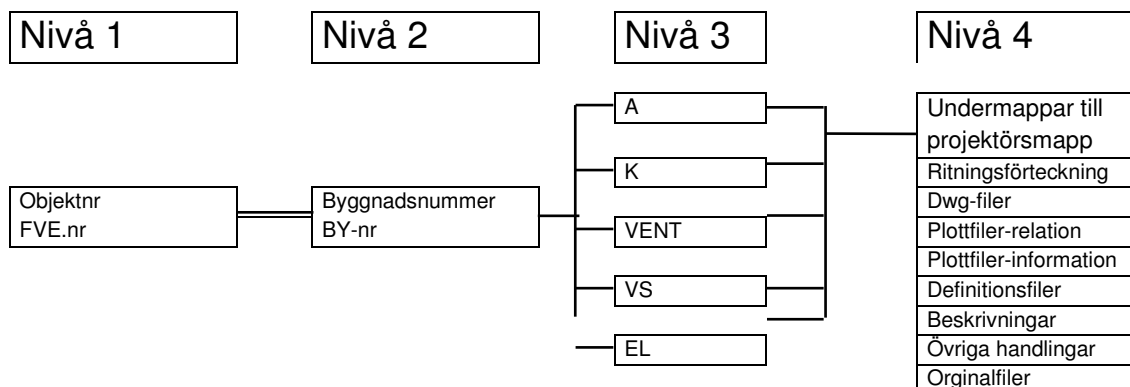 Nivå 1
Nivå 2
Nivå 3
Nivå 4
Objektnr
FVE.nr
Byggnadsnummer
BY-nr
A
K
VENT
VS
EL
Undermappar till
projektörsmapp
Ritningsförteckning
Dwg-filer
Plottfiler-relation
Plottfiler-information
Definitionsfiler
Beskrivningar
Övriga handlingar
Orginalfiler